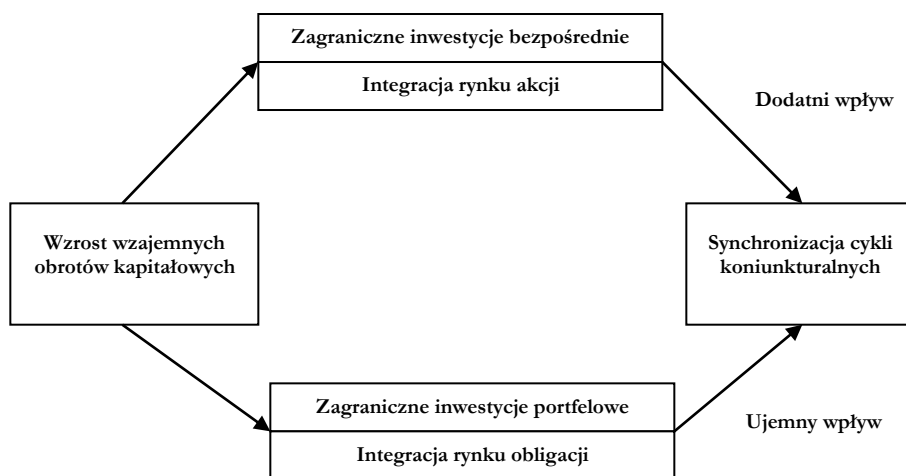 Zagraniczne inwestycje bezpośrednie
Integracja rynku akcji
Dodatni wpływ
Wzrost wzajemnych
obrotów kapitałowych
Synchronizacja cykli
koniunkturalnych
Zagraniczne inwestycje portfelowe
Integracja rynku obligacji
Ujemny wpływ